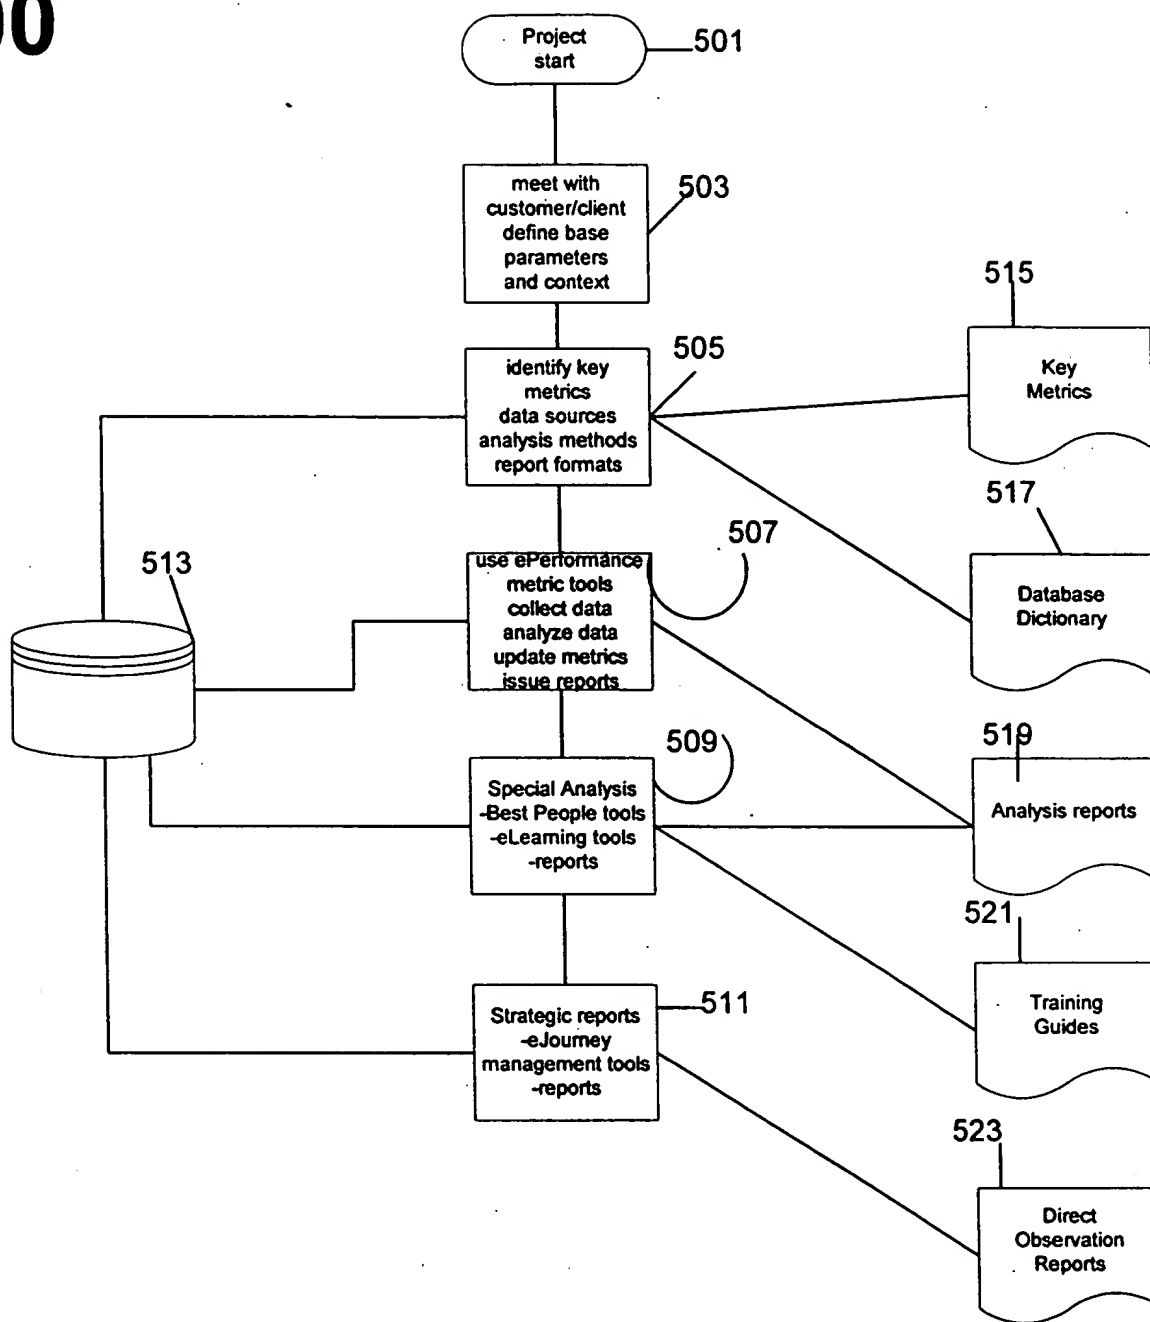 00
Project
start
501
meet with
customer/client
define base
parameters
and context
503
identify key
metrics
data sources
analysis methods
report formats
505
515
Key
Metrics
517
Database
Dictionary
513
use ePerformance
metric tools
collect data
analyze data
update metrics
issue reports
507
519
Analysis reports
Special Analysis
-Best People tools
-eLearning tools
-reports
509
521
Training
Guides
Strategic reports
-eJourney
management tools
-reports
511
523
Direct
Observation
Reports